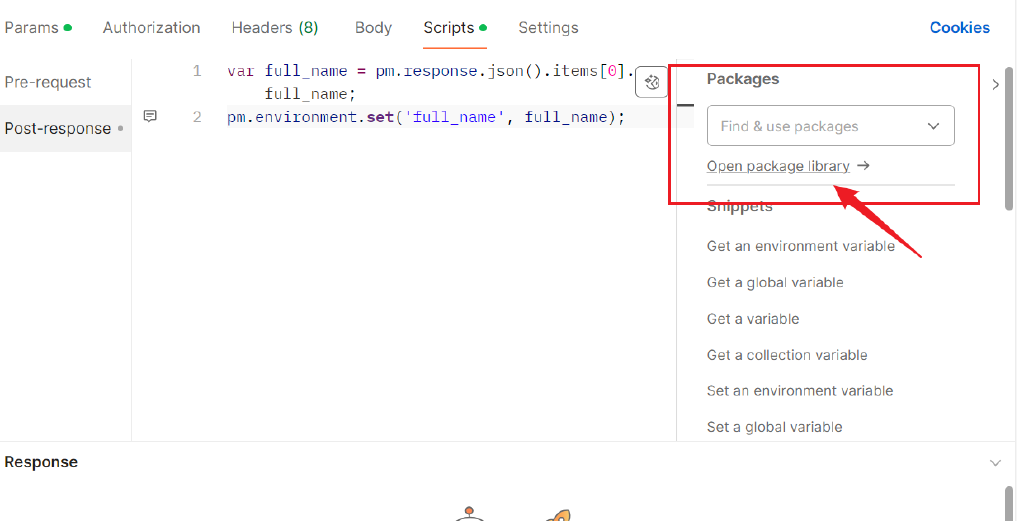 Params
Authorization
Headers (8)
Body
Scripts
Settings
Cookies
Pre-request
Post-response
1
var full_name = pm.response.json().items[0].
full_name;
2
pm.environment.set('full_name', full_name);
Packages
Find & use packages
Open package library →
Snippets
Get an environment variable
Get a global variable
Get a variable
Get a collection variable
Set an environment variable
Set a global variable
Response